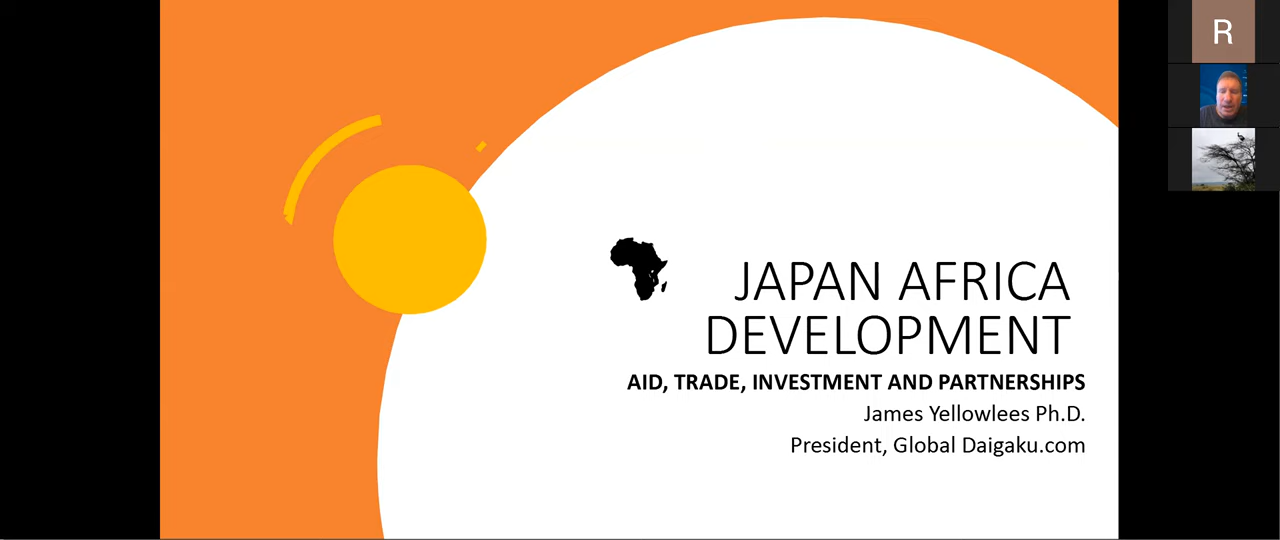 R
JAPAN AFRICA
DEVELOPMENT
AID, TRADE, INVESTMENT AND PARTNERSHIPS
James Yellowlees Ph.D.
President, Global Daigaku.com